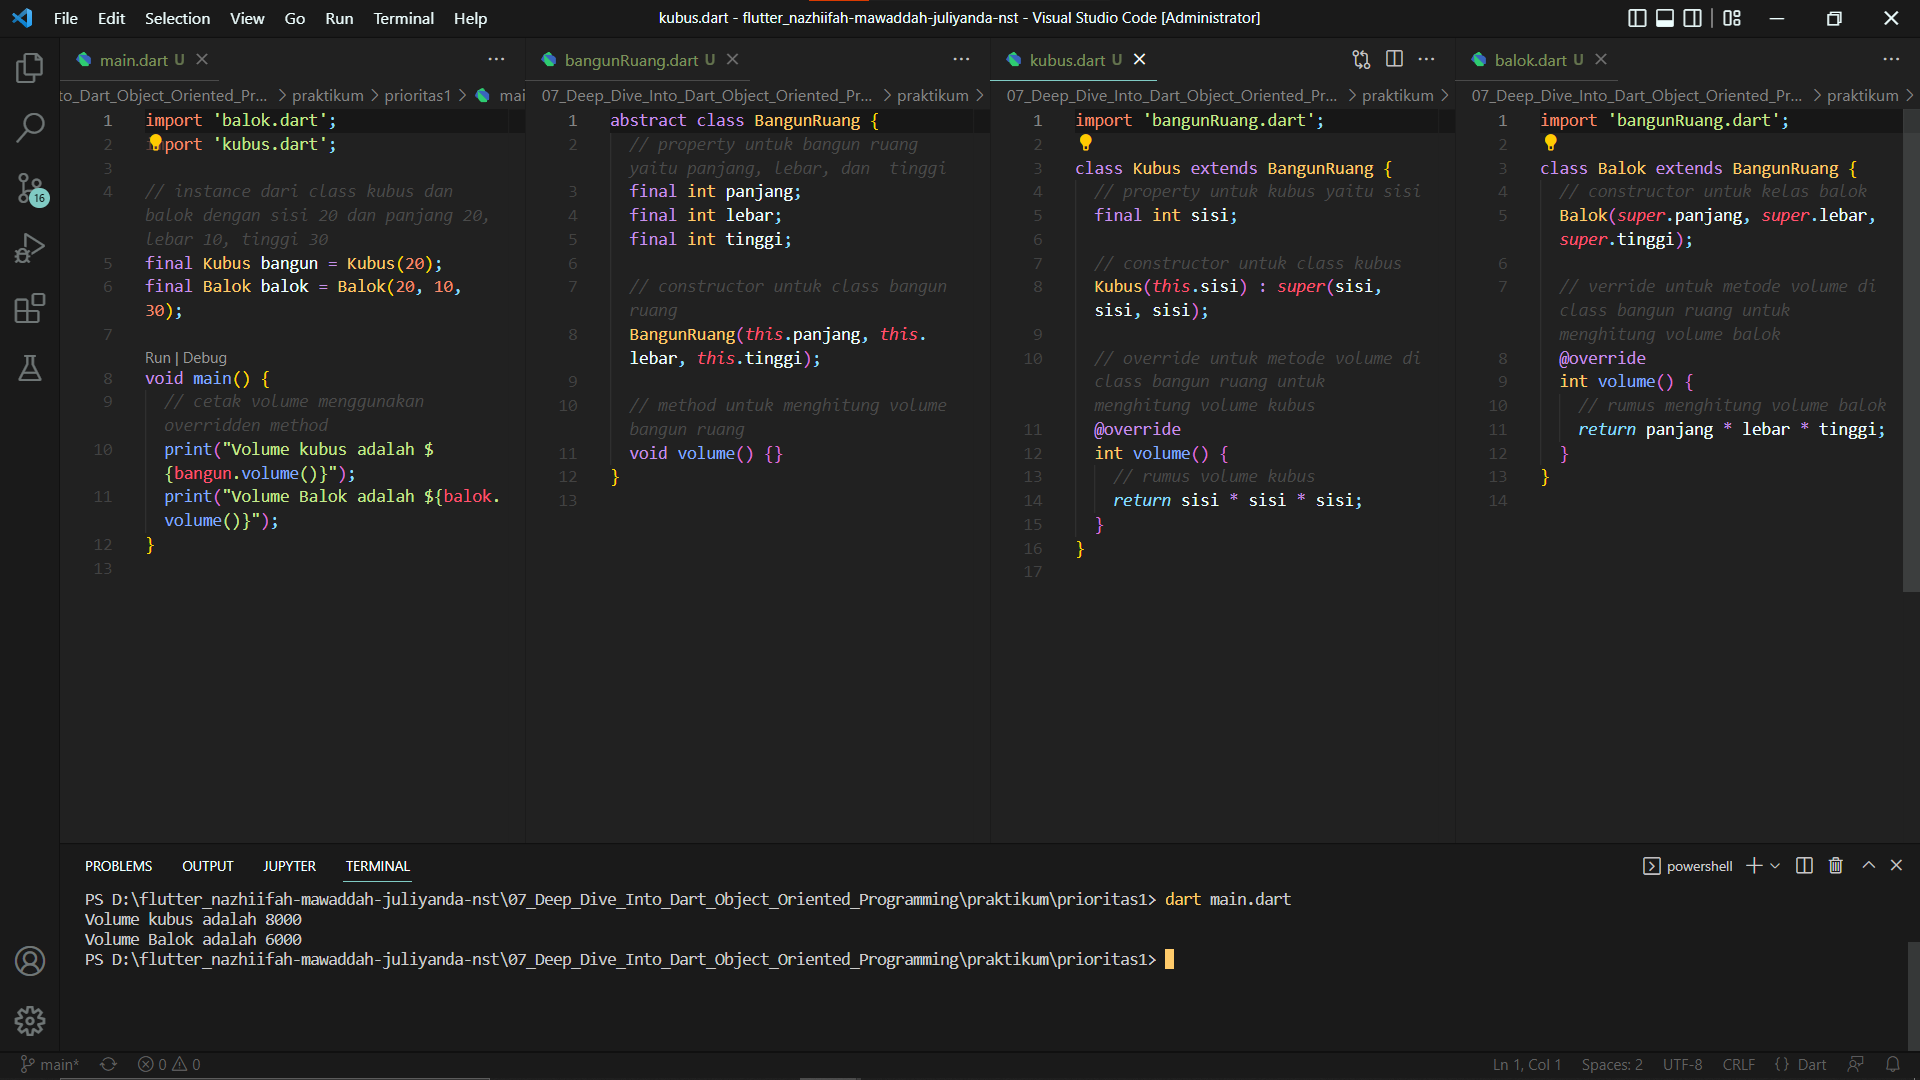 File Edit Selection View Go Run Terminal Help
kubus.dart - flutter_nazhiifah-mawaddah-juliyanda-nst - Visual Studio Code [Administrator]
main.dart U
to_Dart_Object_Oriented_Pr... > praktikum > prioritas1 > mai
1 import 'balok.dart';
2 import 'kubus.dart';
3
4 // instance dari class kubus dan
balok dengan sisi 20 dan panjang 20,
lebar 10, tinggi 30
5 final Kubus bangun = Kubus(20);
6 final Balok balok = Balok(20, 10,
30);
7
Run | Debug
8 void main() {
9 // cetak volume menggunakan
overridden method
10 print("Volume kubus adalah $
{bangun.volume()}");
11 print("Volume Balok adalah ${balok.
volume()}");
12 }
13
bangunRuang.dart U
07_Deep_Dive_Into_Dart_Object_Oriented_Pr... > praktikum >
1 abstract class BangunRuang {
2 // property untuk bangun ruang
yaitu panjang, lebar, dan  tinggi
3 final int panjang;
4 final int lebar;
5 final int tinggi;
6
7 // constructor untuk class bangun
ruang
8 BangunRuang(this.panjang, this.
lebar, this.tinggi);
9
10 // method untuk menghitung volume
bangun ruang
11 void volume() {}
12 }
13
kubus.dart U
07_Deep_Dive_Into_Dart_Object_Oriented_Pr... > praktikum >
1 import 'bangunRuang.dart';
2
3 class Kubus extends BangunRuang {
4 // property untuk kubus yaitu sisi
5 final int sisi;
6
7 // constructor untuk class kubus
8 Kubus(this.sisi) : super(sisi,
sisi, sisi);
9
10 // override untuk metode volume di
class bangun ruang untuk
menghitung volume kubus
11 @override
12 int volume() {
13 // rumus volume kubus
14 return sisi * sisi * sisi;
15 }
16 }
17
balok.dart U
07_Deep_Dive_Into_Dart_Object_Oriented_Pr... > praktikum >
1 import 'bangunRuang.dart';
2
3 class Balok extends BangunRuang {
4 // constructor untuk kelas balok
5 Balok(super.panjang, super.lebar,
super.tinggi);
6
7 // verride untuk metode volume di
class bangun ruang untuk
menghitung volume balok
8 @override
9 int volume() {
10 // rumus menghitung volume balok
11 return panjang * lebar * tinggi;
12 }
13 }
14
16
PROBLEMS OUTPUT JUPYTER TERMINAL
powershell
PS D:\flutter_nazhiifah-mawaddah-juliyanda-nst\07_Deep_Dive_Into_Dart_Object_Oriented_Programming\praktikum\prioritas1> dart main.dart
Volume kubus adalah 8000
Volume Balok adalah 6000
PS D:\flutter_nazhiifah-mawaddah-juliyanda-nst\07_Deep_Dive_Into_Dart_Object_Oriented_Programming\praktikum\prioritas1>
main* 0 0
Ln 1, Col 1 Spaces: 2 UTF-8 CRLF {} Dart